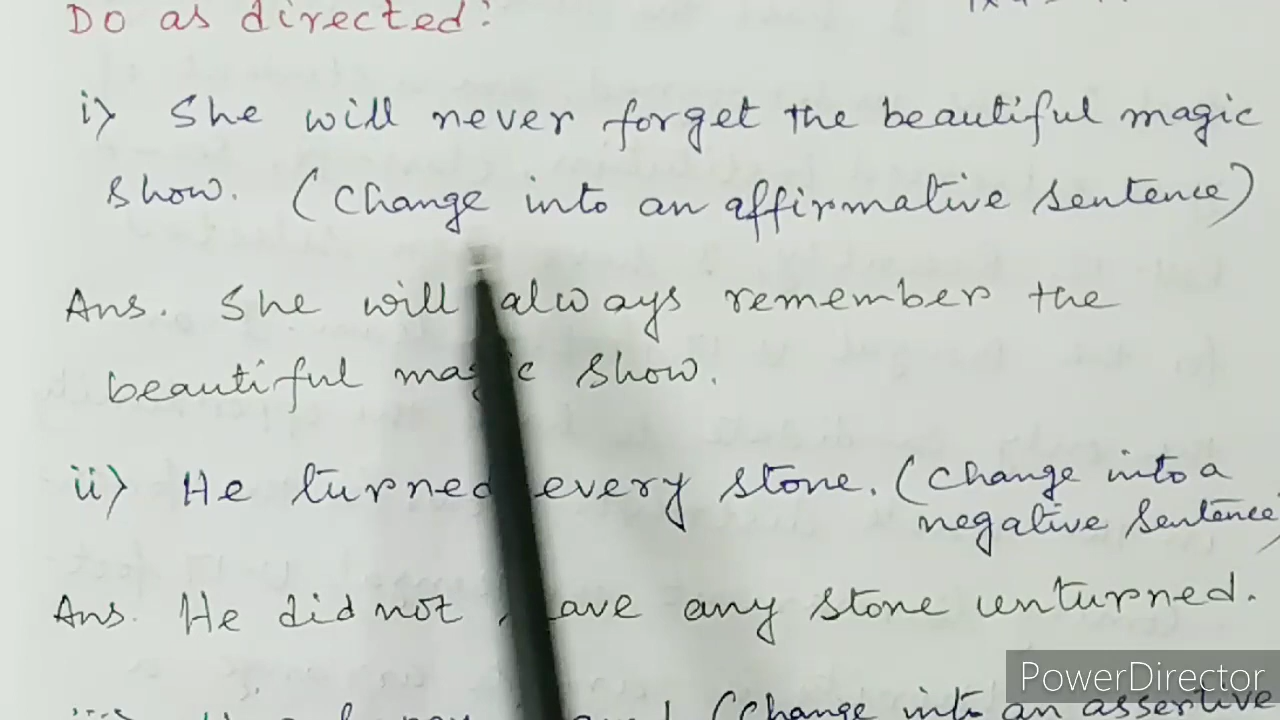 Do as directed:
i) She will never forget the beautiful magic
show. (Change into an affirmative sentence)
Ans. She will always remember the
beautiful magic show.
ii) He turned every stone. (Change into a
negative sentence)
Ans. He did not leave any stone unturned.
PowerDirector
(Change into an assertive